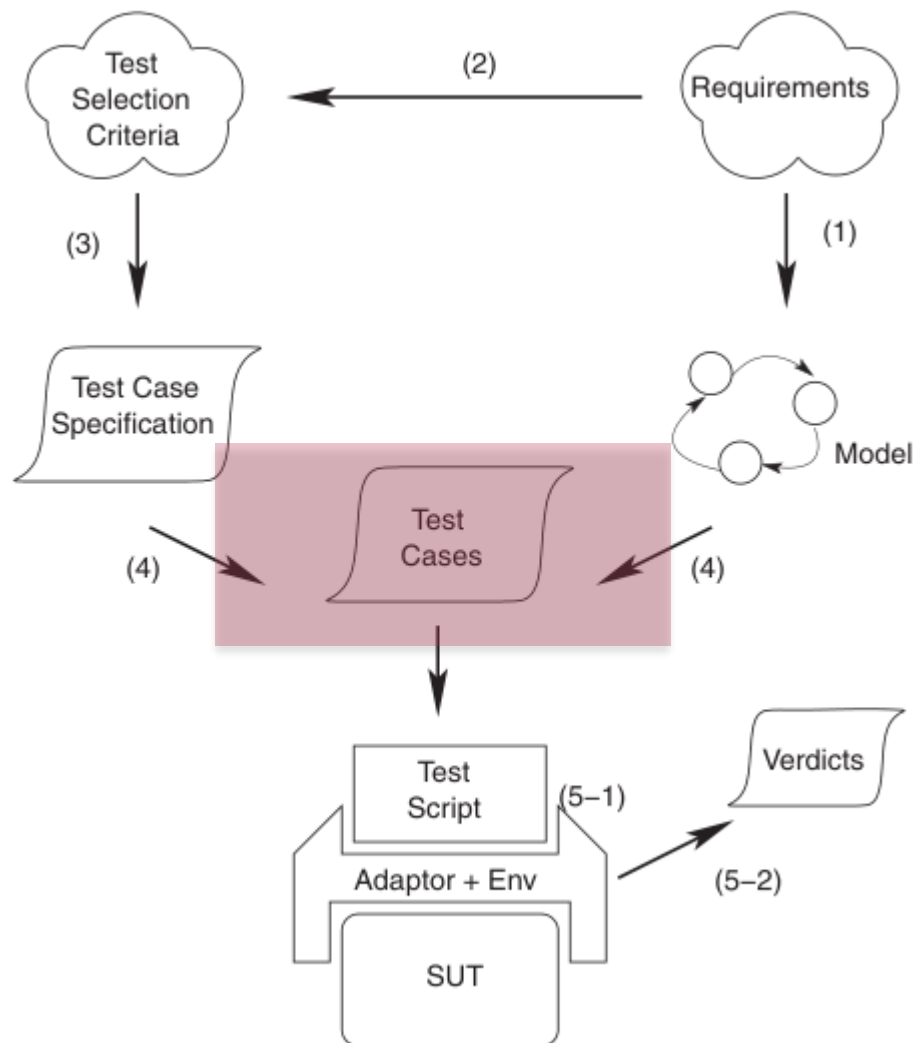 Test
Selection
Criteria
(2)
Requirements
(3)
(1)
Test Case
Specification
Model
Test
Cases
(4)
(4)
Test
Script
(5–1)
Verdicts
Adaptor + Env
(5–2)
SUT